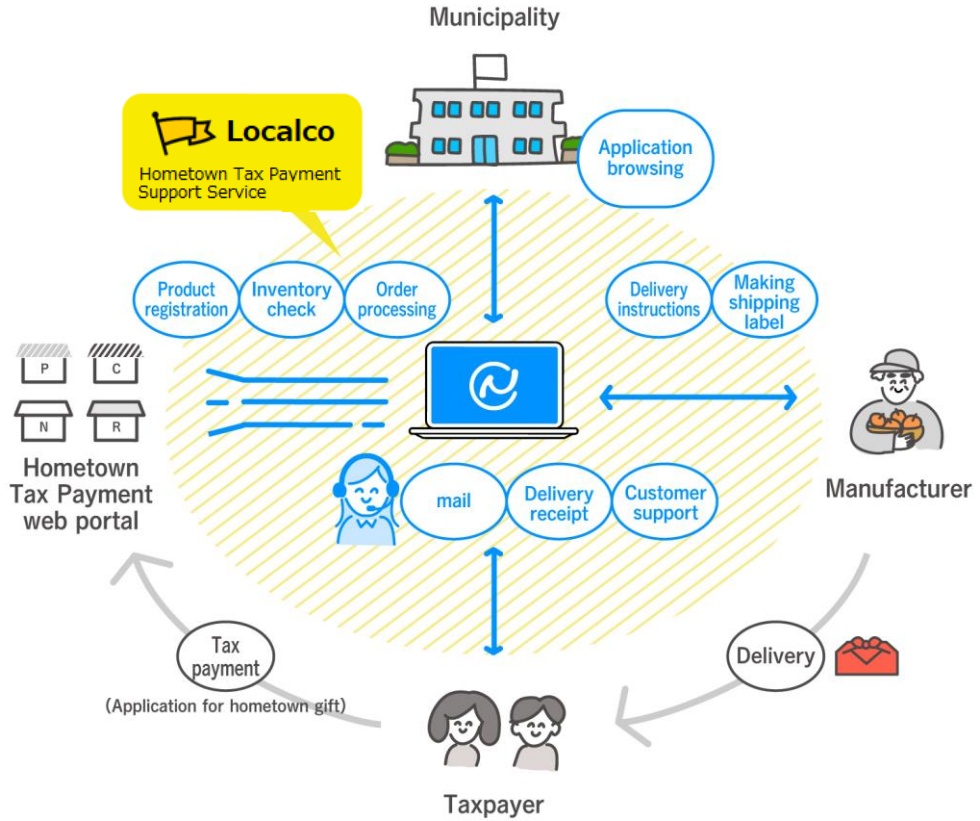 Municipality
Localco
Hometown Tax Payment
Support Service
Application
browsing
Product
registration
Inventory
check
Order
processing
Delivery
instructions
Making
shipping
label
P
C
N
R
Hometown
Tax Payment
web portal
mail
Delivery
receipt
Customer
support
Manufacturer
Tax
payment
(Application for hometown gift)
Delivery
Taxpayer